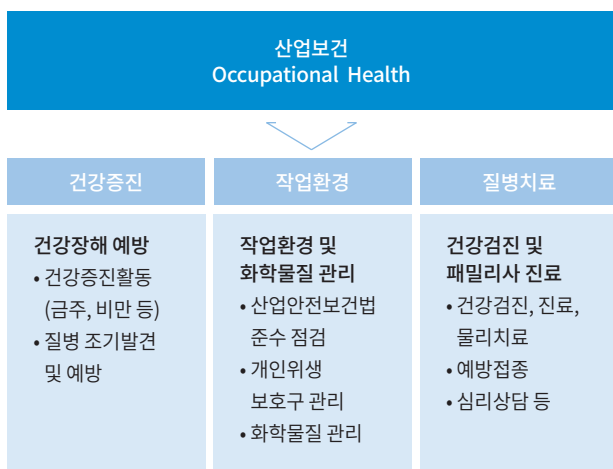 산업보건
Occupational Health
건강증진
건강장해 예방
• 건강증진활동
(금주, 비만 등)
• 질병 조기발견
및 예방
작업환경
작업환경 및
화학물질 관리
• 산업안전보건법
준수 점검
• 개인위생
보호구 관리
• 화학물질 관리
질병치료
건강검진 및
패밀리사 진료
• 건강검진, 진료,
물리치료
• 예방접종
• 심리상담 등